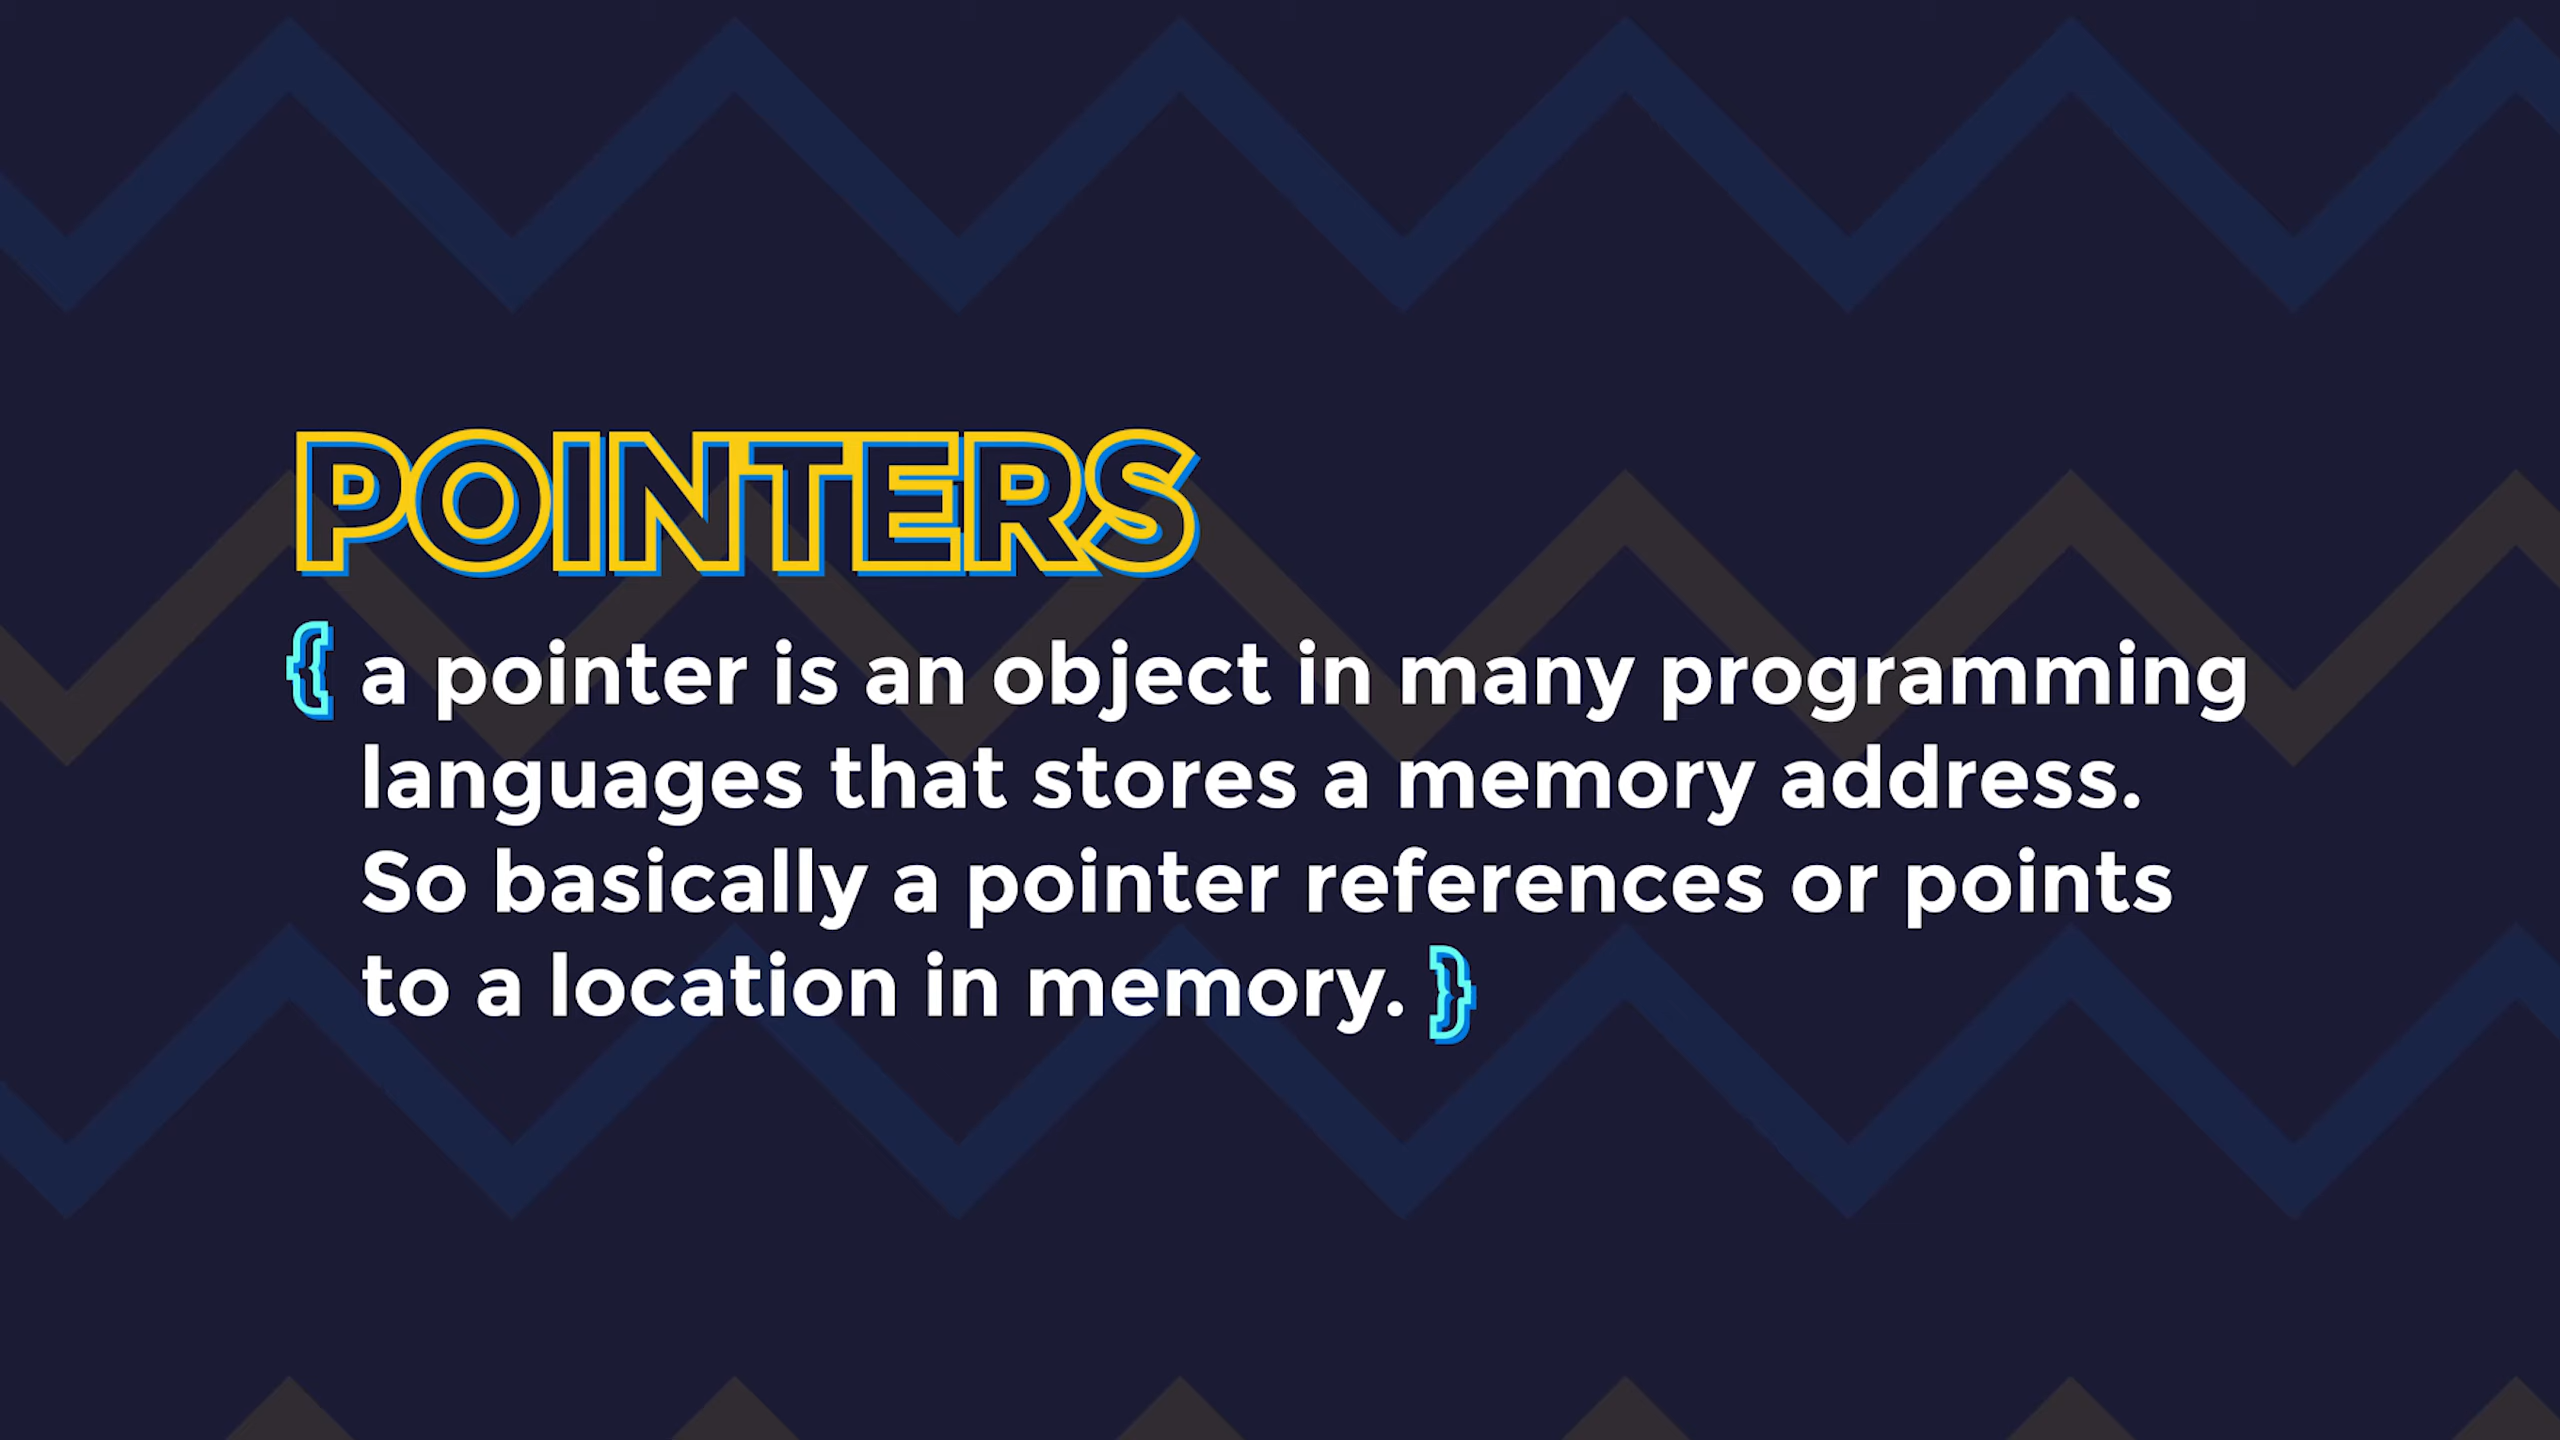 POINTERS
{ a pointer is an object in many programming
languages that stores a memory address.
So basically a pointer references or points
to a location in memory. }